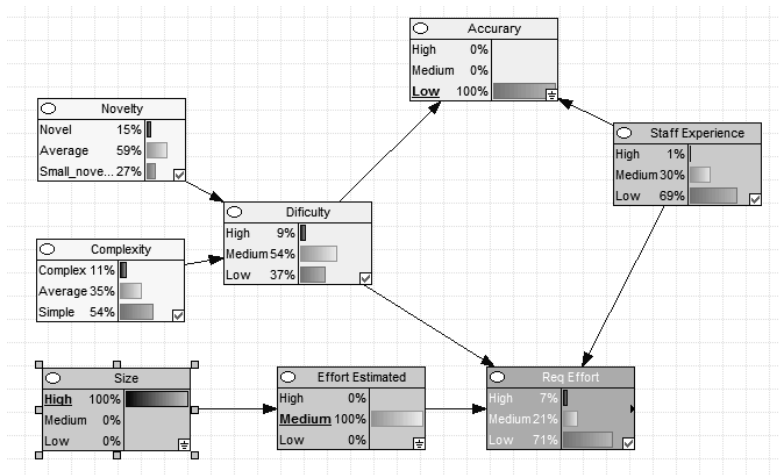 Accurary
High 0%
Medium 0%
Low 100%
Novelty
Novel 15%
Average 59%
Small_nove... 27%
Staff Experience
High 1%
Medium 30%
Low 69%
Dificulty
High 9%
Medium 54%
Low 37%
Complexity
Complex 11%
Average 35%
Simple 54%
Size
High 100%
Medium 0%
Low 0%
Effort Estimated
High 0%
Medium 100%
Low 0%
Req Effort
High 7%
Medium 21%
Low 71%